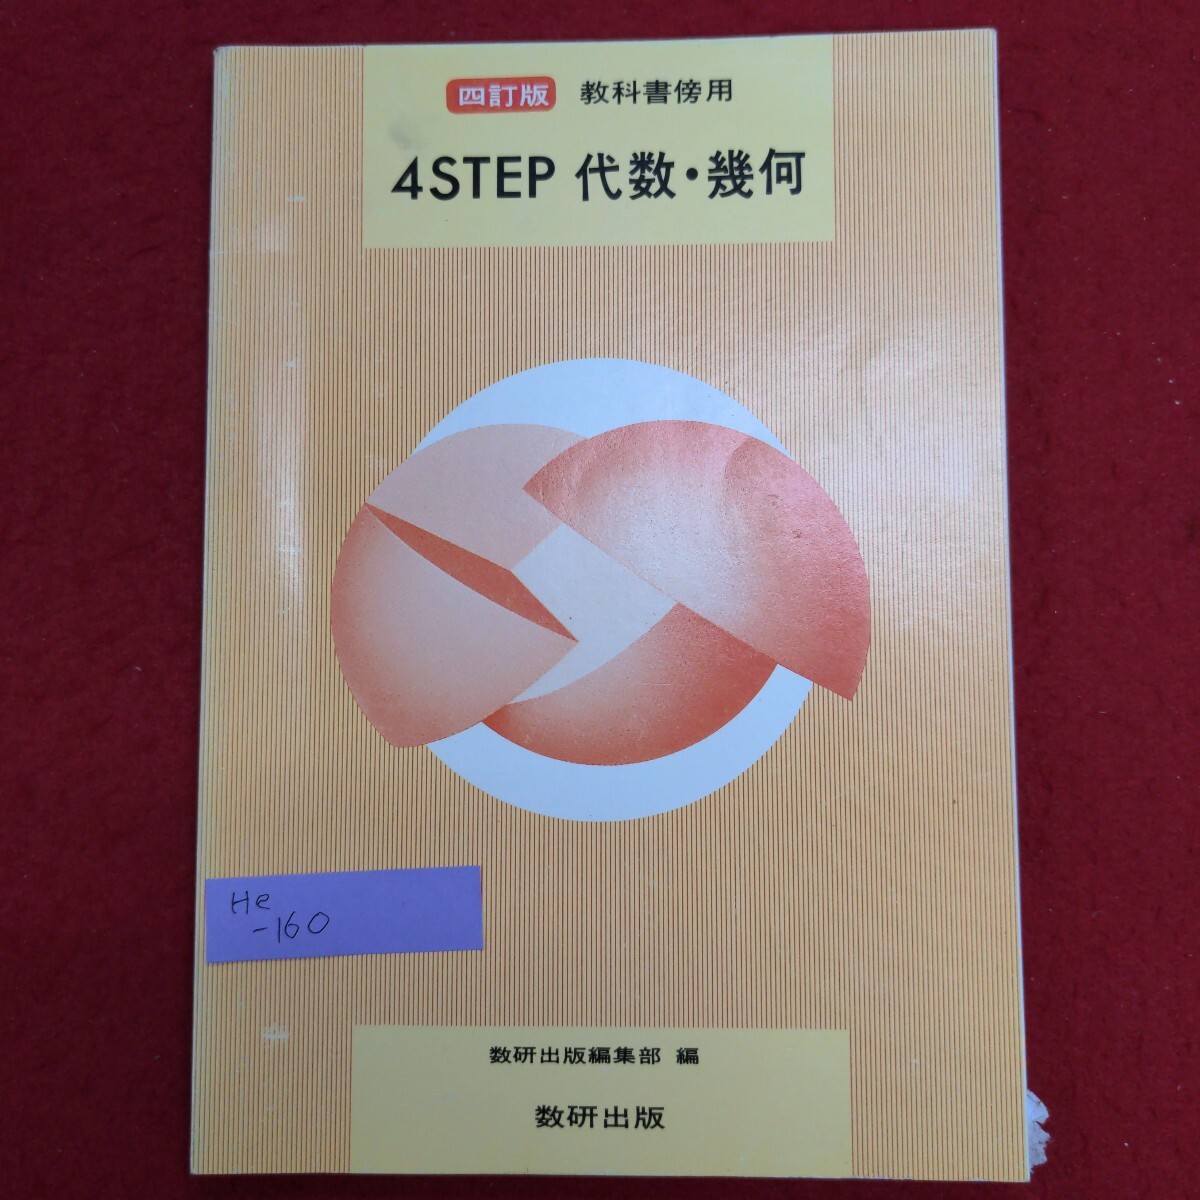 四訂版 教科書傍用
4STEP 代数・幾何
He
-160
数研出版編集部 編
数研出版